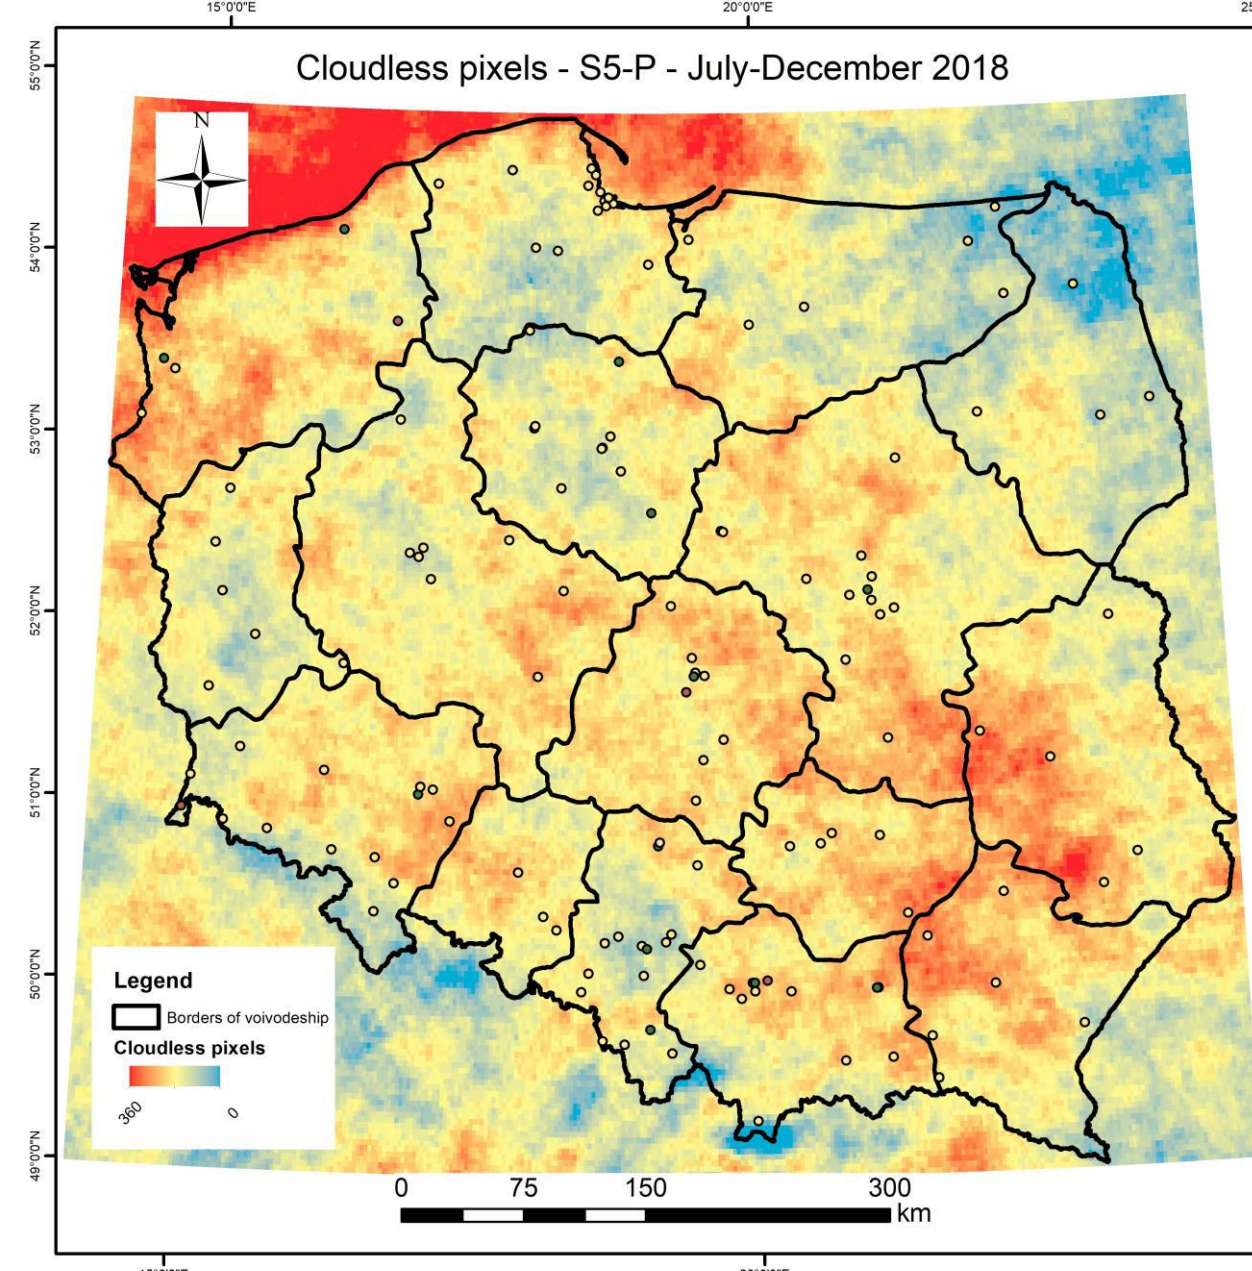 15°0'0"E 20°0'0"E
Cloudless pixels - S5-P - July-December 2018
N
55°0'0"N
54°0'0"N
53°0'0"N
52°0'0"N
51°0'0"N
50°0'0"N
49°0'0"N
Legend
Borders of voivodeship
Cloudless pixels
360 0
0 75 150 300
km